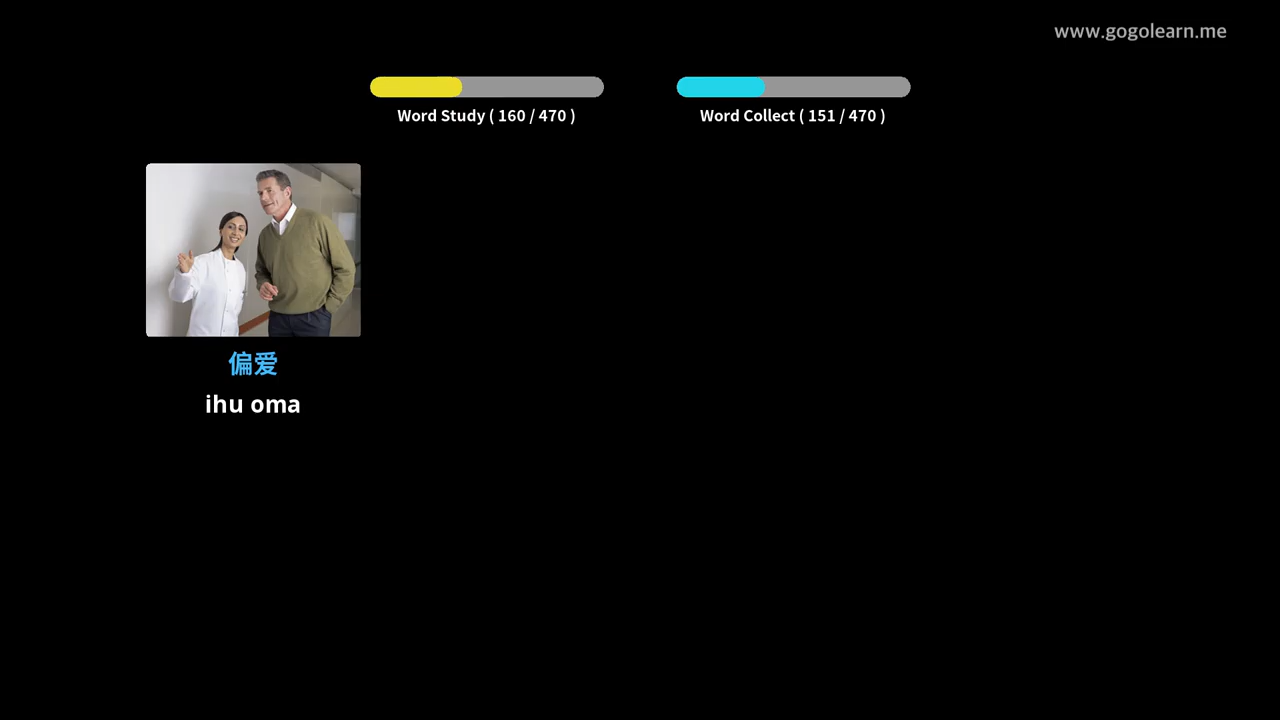 www.gogolearn.me
Word Study ( 160 / 470 )
Word Collect ( 151 / 470 )
偏爱
ihu oma